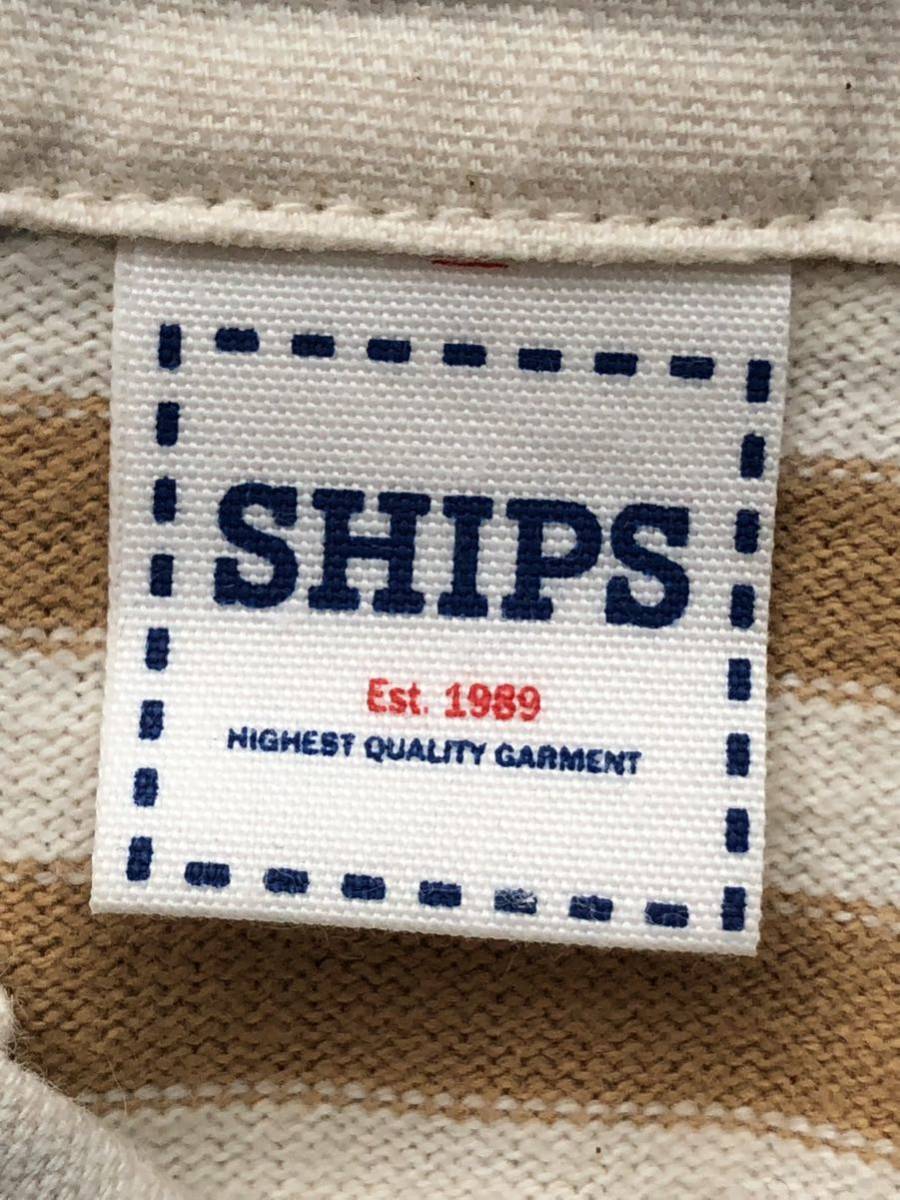 SHIPS
Est. 1989
HIGHEST QUALITY GARMENT